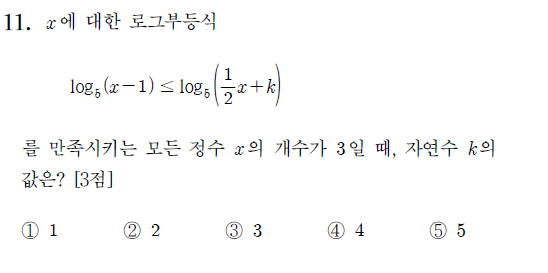 11. x에 대한 로그부등식
log₅(x−1) ≤ log₅(1/2 x+k)
를 만족시키는 모든 정수 x의 개수가 3일 때, 자연수 k의
값은? [3점]
① 1 ② 2 ③ 3 ④ 4 ⑤ 5